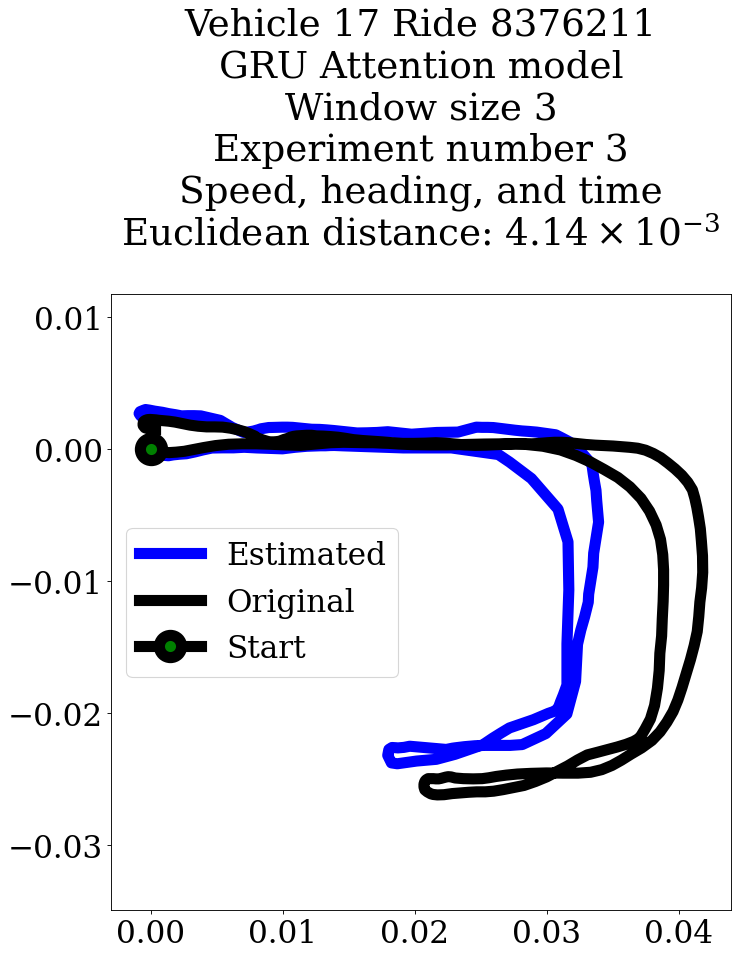 Vehicle 17 Ride 8376211
GRU Attention model
Window size 3
Experiment number 3
Speed, heading, and time
Euclidean distance: 4.14 × 10⁻³
0.01
0.00
−0.01
−0.02
−0.03
Estimated
Original
Start
0.00 0.01 0.02 0.03 0.04